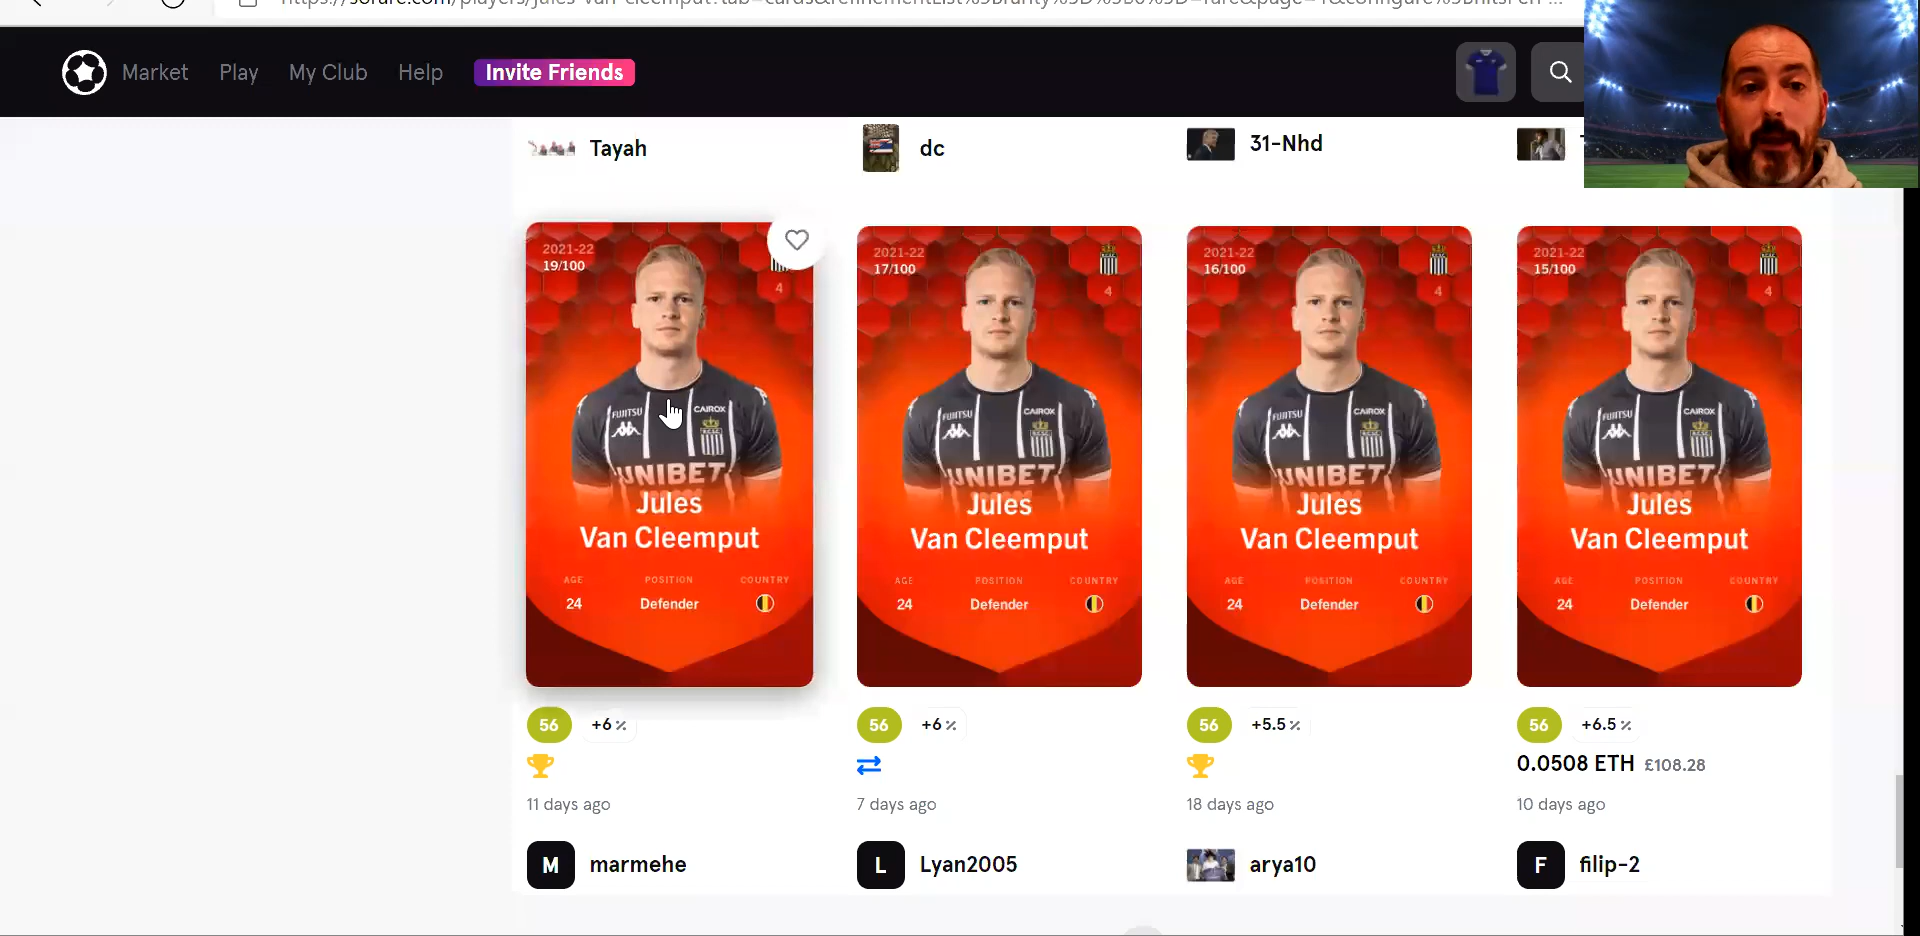 Market Play My Club Help Invite Friends
Tayah
dc
31-Nhd
2021-22
19/100
4
FUJITSU
CAIROX
UNIBET
Jules
Van Cleemput
AGE POSITION COUNTRY
24 Defender
56 +6 %
11 days ago
M marmehe
2021-22
17/100
4
FUJITSU
CAIROX
UNIBET
Jules
Van Cleemput
AGE POSITION COUNTRY
24 Defender
56 +6 %
7 days ago
L Lyan2005
2021-22
16/100
4
FUJITSU
CAIROX
UNIBET
Jules
Van Cleemput
AGE POSITION COUNTRY
24 Defender
56 +5.5 %
18 days ago
arya10
2021-22
15/100
4
FUJITSU
CAIROX
UNIBET
Jules
Van Cleemput
AGE POSITION COUNTRY
24 Defender
56 +6.5 %
0.0508 ETH £108.28
10 days ago
F filip-2